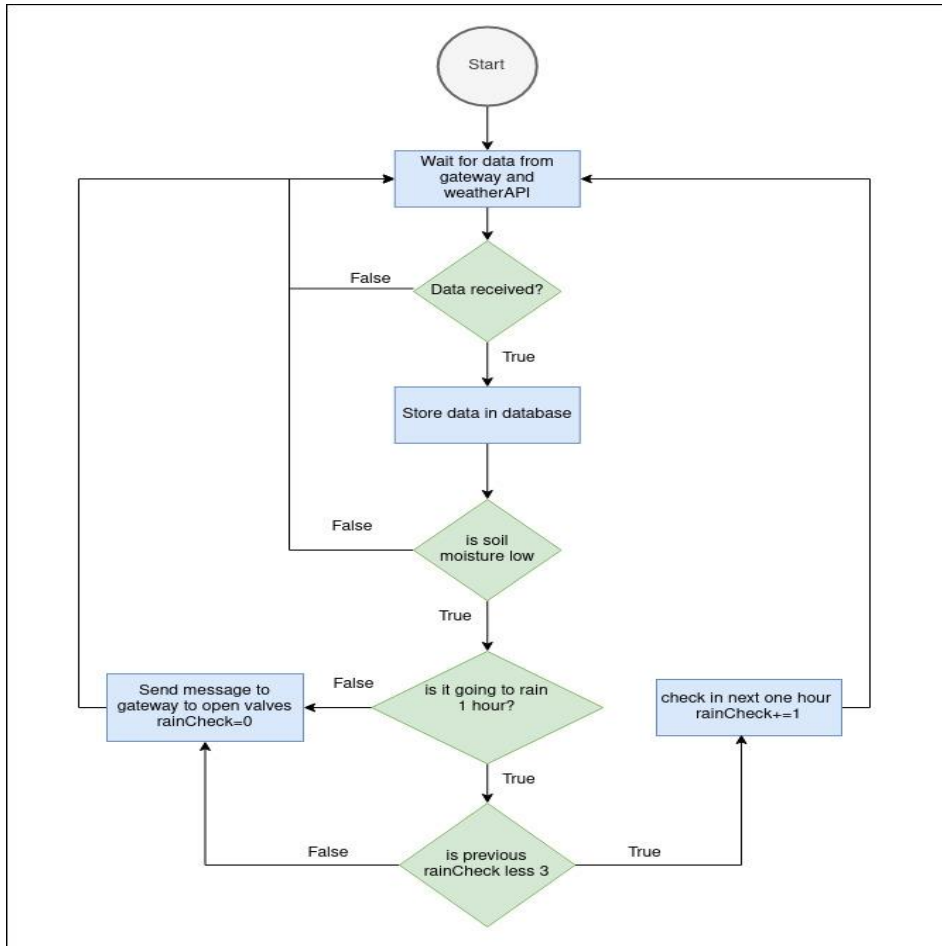 Start
Wait for data from
gateway and
weatherAPI
False
Data received?
True
Store data in database
False
is soil
moisture low
True
Send message to
gateway to open valves
rainCheck=0
False
is it going to rain
1 hour?
check in next one hour
rainCheck+=1
True
False
is previous
rainCheck less 3
True